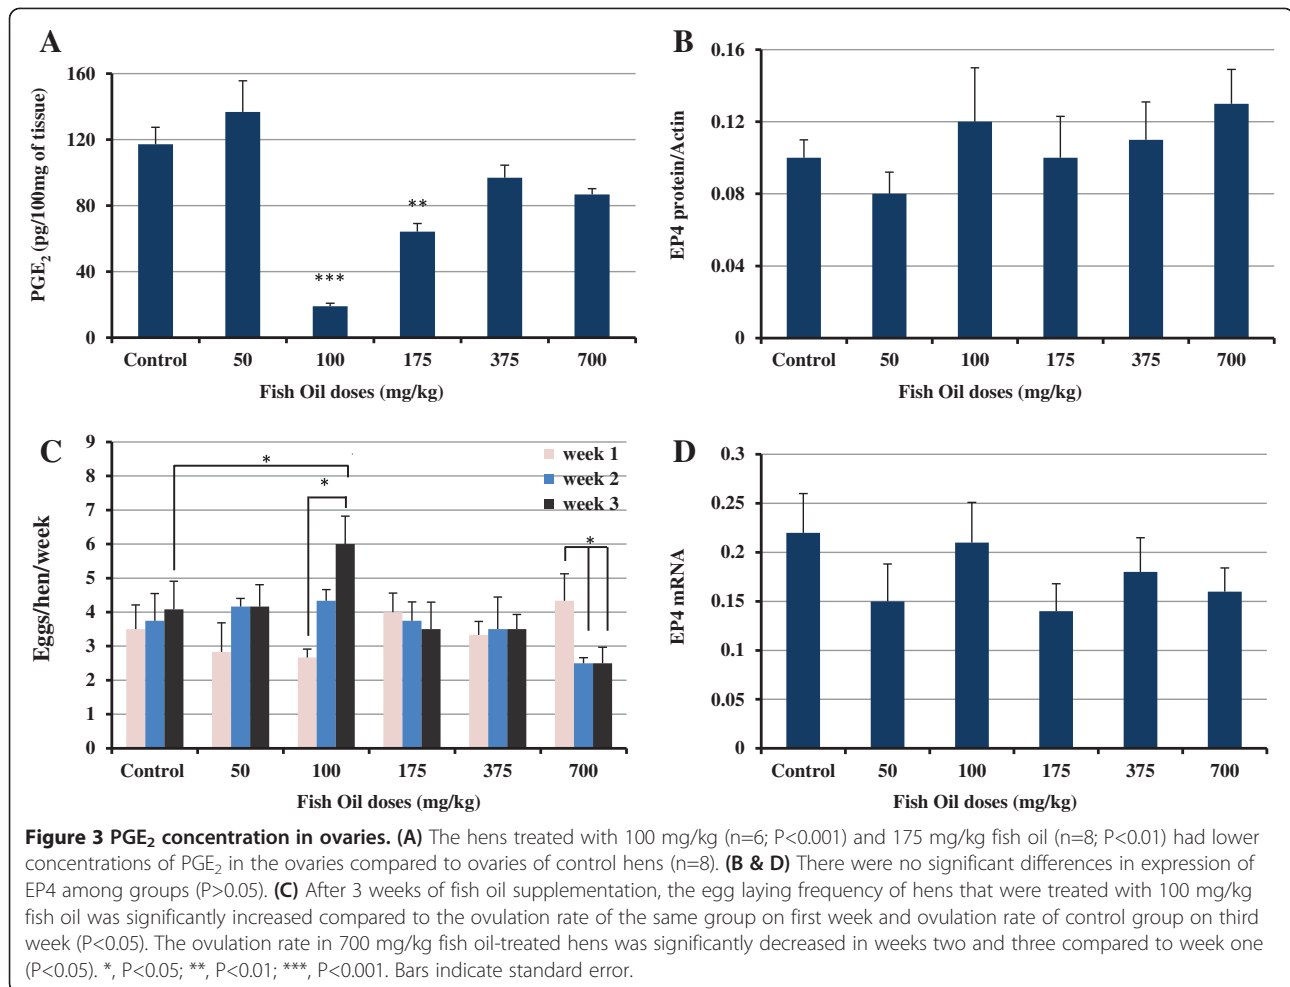 A
160
120
80
40
0
PGE2 (pg/100mg of tissue)
***
**
Control 50 100 175 375 700
Fish Oil doses (mg/kg)
B
0.16
0.12
0.08
0.04
0
EP4 protein/Actin
Control 50 100 175 375 700
Fish Oil doses (mg/kg)
C
9
8
7
6
5
4
3
2
1
0
Eggs/hen/week
*
*
*
week 1
week 2
week 3
Control 50 100 175 375 700
Fish Oil doses (mg/kg)
D
0.3
0.25
0.2
0.15
0.1
0.05
0
EP4 mRNA
Control 50 100 175 375 700
Fish Oil doses (mg/kg)
Figure 3 PGE2 concentration in ovaries. (A) The hens treated with 100 mg/kg (n=6; P<0.001) and 175 mg/kg fish oil (n=8; P<0.01) had lower
concentrations of PGE2 in the ovaries compared to ovaries of control hens (n=8). (B & D) There were no significant differences in expression of
EP4 among groups (P>0.05). (C) After 3 weeks of fish oil supplementation, the egg laying frequency of hens that were treated with 100 mg/kg
fish oil was significantly increased compared to the ovulation rate of the same group on first week and ovulation rate of control group on third
week (P<0.05). The ovulation rate in 700 mg/kg fish oil-treated hens was significantly decreased in weeks two and three compared to week one
(P<0.05). *, P<0.05; **, P<0.01; ***, P<0.001. Bars indicate standard error.